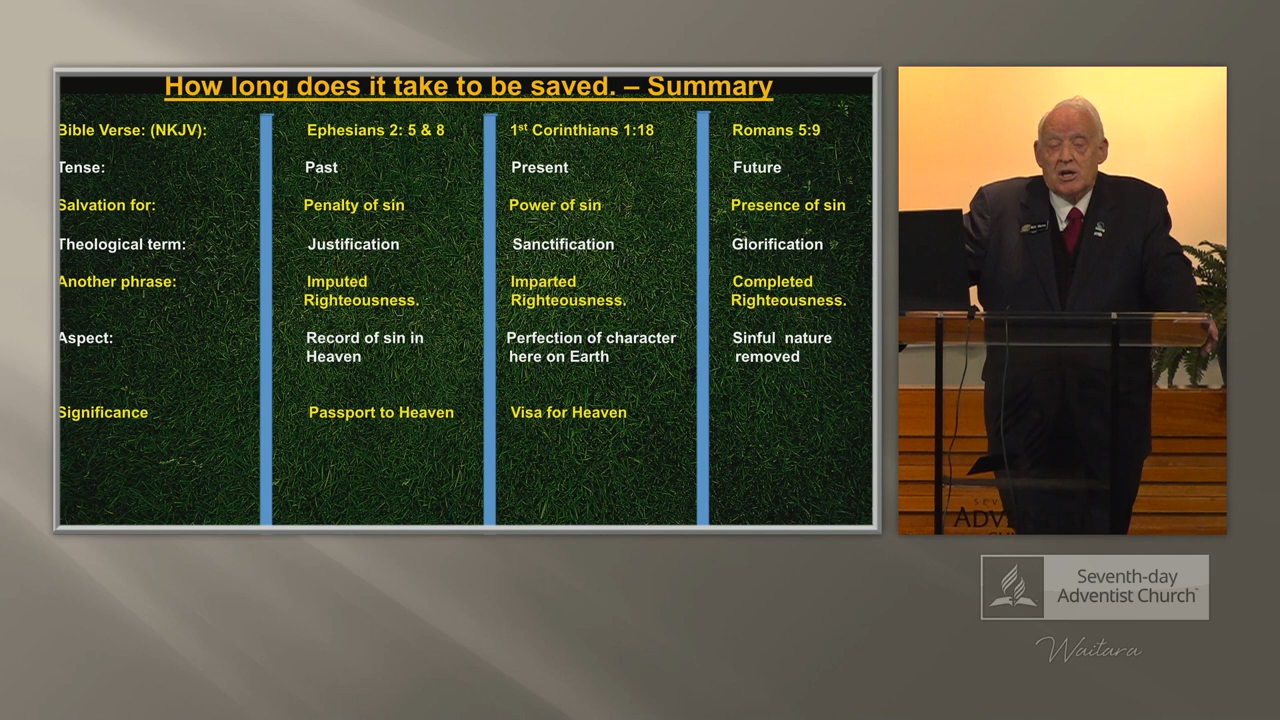 How long does it take to be saved. – Summary
Bible Verse: (NKJV): Ephesians 2: 5 & 8 1st Corinthians 1:18 Romans 5:9
Tense: Past Present Future
Salvation for: Penalty of sin Power of sin Presence of sin
Theological term: Justification Sanctification Glorification
Another phrase: Imputed Imparted Completed
Righteousness. Righteousness. Righteousness.
Aspect: Record of sin in Perfection of character Sinful nature
Heaven here on Earth removed
Significance Passport to Heaven Visa for Heaven
Seventh-day
Adventist Church
Waitara